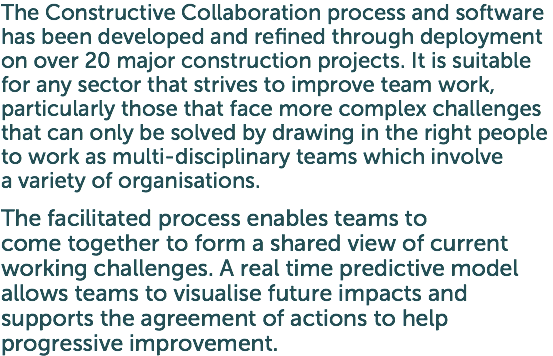 The Constructive Collaboration process and software
has been developed and refined through deployment
on over 20 major construction projects. It is suitable
for any sector that strives to improve team work,
particularly those that face more complex challenges
that can only be solved by drawing in the right people
to work as multi-disciplinary teams which involve
a variety of organisations.
The facilitated process enables teams to
come together to form a shared view of current
working challenges. A real time predictive model
allows teams to visualise future impacts and
supports the agreement of actions to help
progressive improvement.